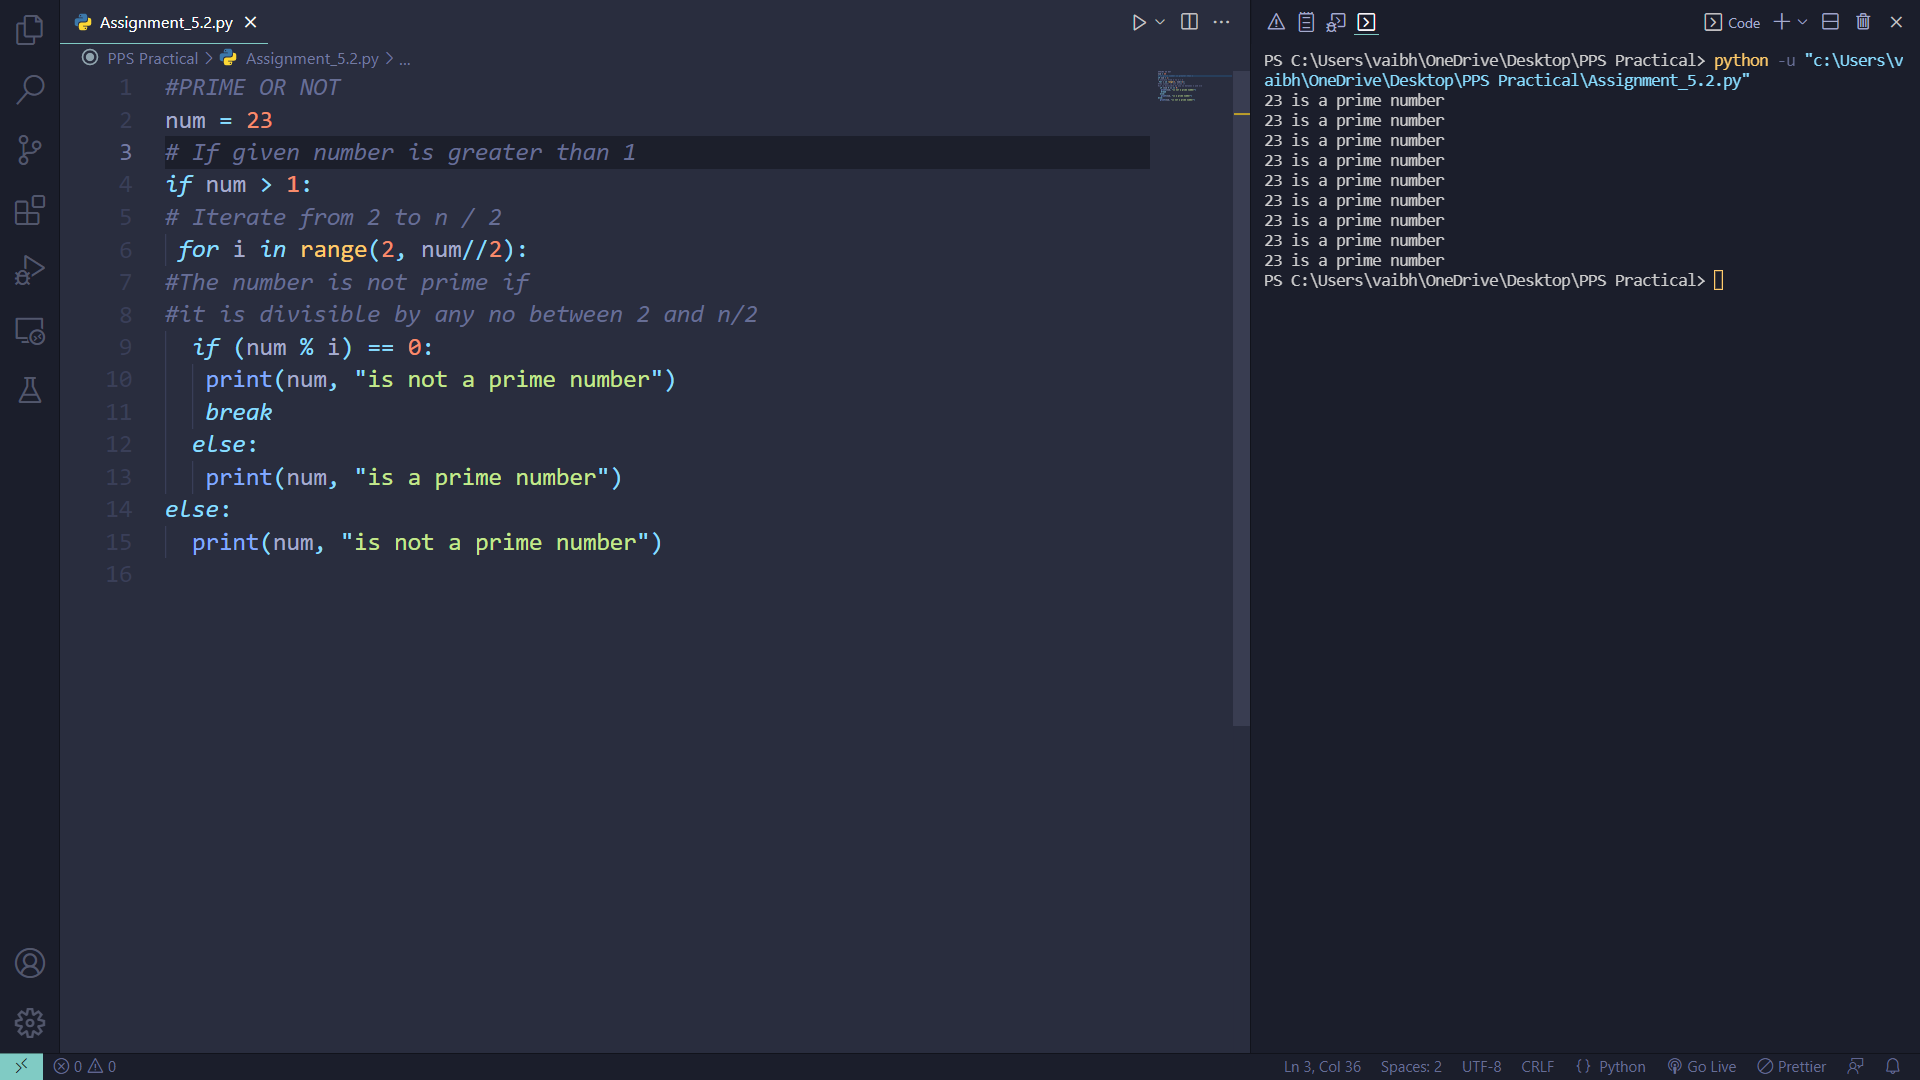 Assignment_5.2.py
PPS Practical > Assignment_5.2.py > ...
1 #PRIME OR NOT
2 num = 23
3 # If given number is greater than 1
4 if num > 1:
5 # Iterate from 2 to n / 2
6 for i in range(2, num//2):
7 #The number is not prime if
8 #it is divisible by any no between 2 and n/2
9 if (num % i) == 0:
10 print(num, "is not a prime number")
11 break
12 else:
13 print(num, "is a prime number")
14 else:
15 print(num, "is not a prime number")
16
Code
PS C:\Users\vaibh\OneDrive\Desktop\PPS Practical> python -u "c:\Users\v
aibh\OneDrive\Desktop\PPS Practical\Assignment_5.2.py"
23 is a prime number
23 is a prime number
23 is a prime number
23 is a prime number
23 is a prime number
23 is a prime number
23 is a prime number
23 is a prime number
23 is a prime number
PS C:\Users\vaibh\OneDrive\Desktop\PPS Practical>
0 0 Ln 3, Col 36 Spaces: 2 UTF-8 CRLF {} Python Go Live Prettier